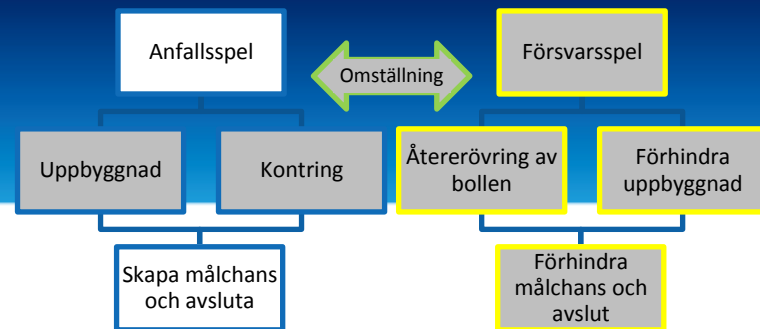 Anfallsspel
Omställning
Försvarsspel
Uppbyggnad
Kontring
Återerövring av
bollen
Förhindra
uppbyggnad
Skapa målchans
och avsluta
Förhindra
målchans och
avslut